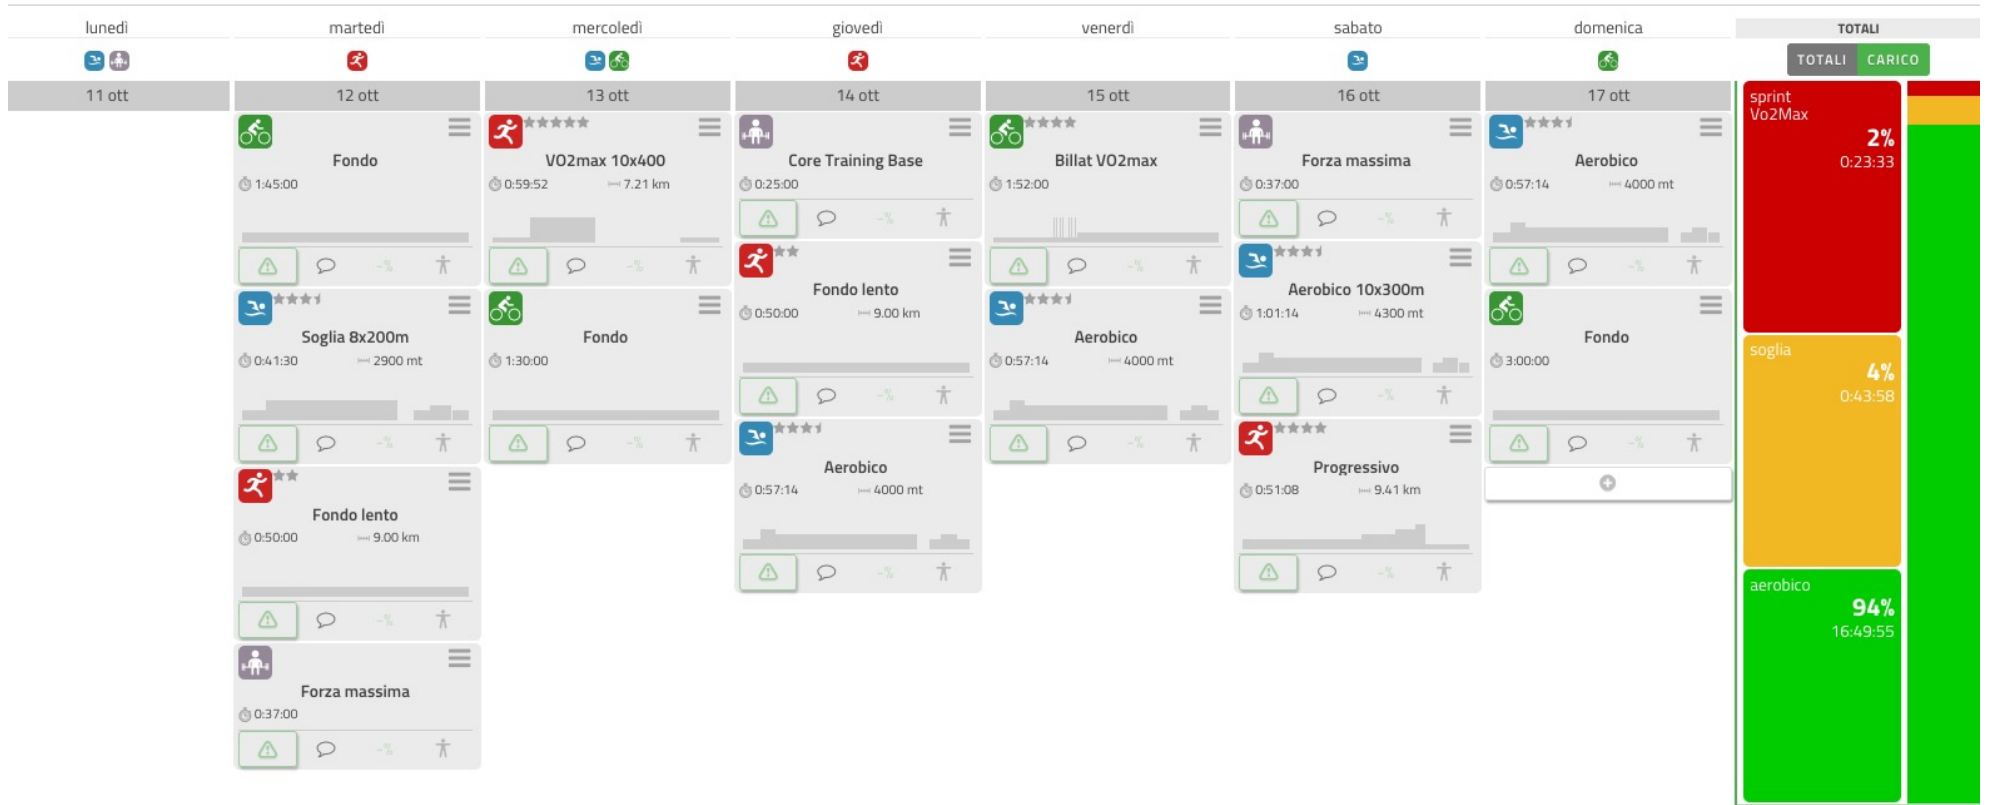 lunedì
martedì
mercoledì
giovedì
venerdì
sabato
domenica
TOTALI
TOTALI CARICO
11 ott
12 ott
13 ott
14 ott
15 ott
16 ott
17 ott
Fondo
1:45:00
-%
Soglia 8x200m
0:41:30 2900 mt
-%
Fondo lento
0:50:00 9.00 km
-%
Forza massima
0:37:00
-%
VO2max 10x400
0:59:52 7.21 km
-%
Fondo
1:30:00
-%
Core Training Base
0:25:00
-%
Fondo lento
0:50:00 9.00 km
-%
Aerobico
0:57:14 4000 mt
-%
Billat VO2max
1:52:00
-%
Aerobico
0:57:14 4000 mt
-%
Forza massima
0:37:00
-%
Aerobico 10x300m
1:01:14 4300 mt
-%
Progressivo
0:51:08 9.41 km
-%
Aerobico
0:57:14 4000 mt
-%
Fondo
3:00:00
-%
sprint
Vo2Max
2%
0:23:33
soglia
4%
0:43:58
aerobico
94%
16:49:55